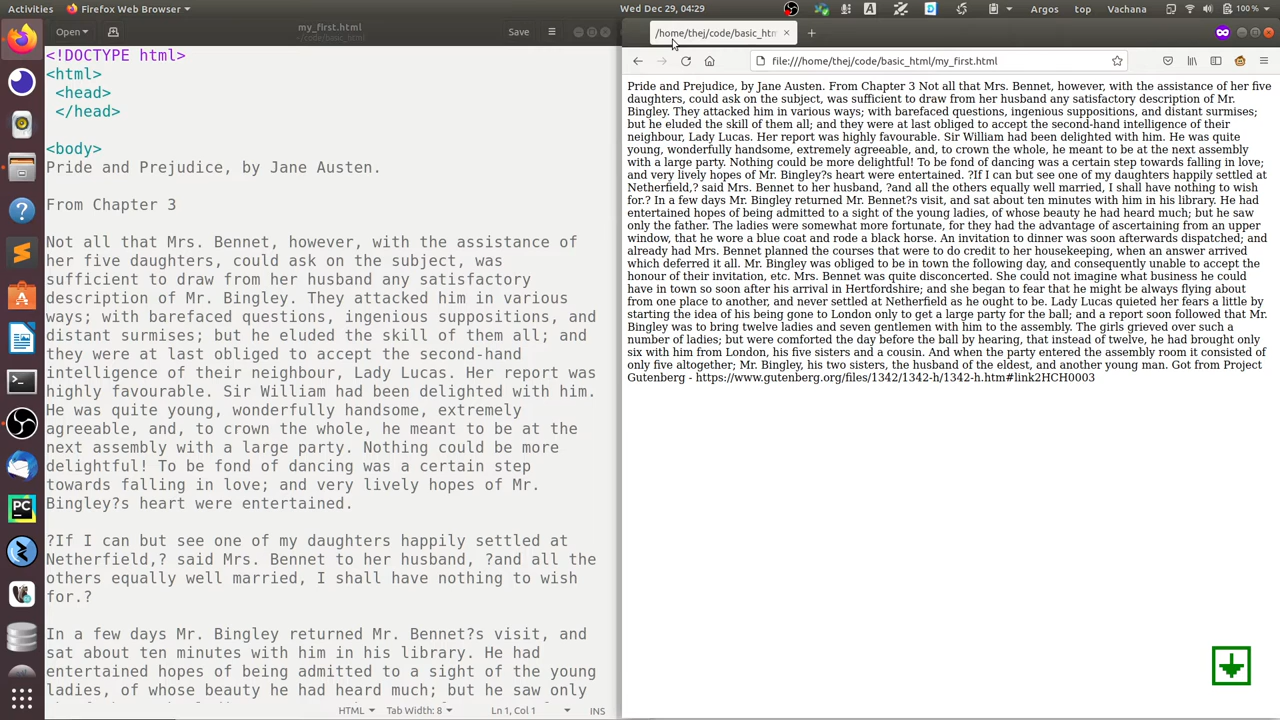 Activities
Firefox Web Browser
Wed Dec 29, 04:29
Argos
top
Vachana
100 %
Open
my_first.html
~/code/basic_html
Save
/home/thej/code/basic_htm
file:///home/thej/code/basic_html/my_first.html
<!DOCTYPE html>
<html>
<head>
</head>
<body>
Pride and Prejudice, by Jane Austen.
From Chapter 3
Not all that Mrs. Bennet, however, with the assistance of
her five daughters, could ask on the subject, was
sufficient to draw from her husband any satisfactory
description of Mr. Bingley. They attacked him in various
ways; with barefaced questions, ingenious suppositions, and
distant surmises; but he eluded the skill of them all; and
they were at last obliged to accept the second-hand
intelligence of their neighbour, Lady Lucas. Her report was
highly favourable. Sir William had been delighted with him.
He was quite young, wonderfully handsome, extremely
agreeable, and, to crown the whole, he meant to be at the
next assembly with a large party. Nothing could be more
delightful! To be fond of dancing was a certain step
towards falling in love; and very lively hopes of Mr.
Bingley?s heart were entertained.
?If I can but see one of my daughters happily settled at
Netherfield,? said Mrs. Bennet to her husband, ?and all the
others equally well married, I shall have nothing to wish
for.?
In a few days Mr. Bingley returned Mr. Bennet?s visit, and
sat about ten minutes with him in his library. He had
entertained hopes of being admitted to a sight of the young
ladies, of whose beauty he had heard much; but he saw only
HTML
Tab Width: 8
Ln 1, Col 1
INS
Pride and Prejudice, by Jane Austen. From Chapter 3 Not all that Mrs. Bennet, however, with the assistance of her five
daughters, could ask on the subject, was sufficient to draw from her husband any satisfactory description of Mr.
Bingley. They attacked him in various ways; with barefaced questions, ingenious suppositions, and distant surmises;
but he eluded the skill of them all; and they were at last obliged to accept the second-hand intelligence of their
neighbour, Lady Lucas. Her report was highly favourable. Sir William had been delighted with him. He was quite
young, wonderfully handsome, extremely agreeable, and, to crown the whole, he meant to be at the next assembly
with a large party. Nothing could be more delightful! To be fond of dancing was a certain step towards falling in love;
and very lively hopes of Mr. Bingley?s heart were entertained. ?If I can but see one of my daughters happily settled at
Netherfield,? said Mrs. Bennet to her husband, ?and all the others equally well married, I shall have nothing to wish
for.? In a few days Mr. Bingley returned Mr. Bennet?s visit, and sat about ten minutes with him in his library. He had
entertained hopes of being admitted to a sight of the young ladies, of whose beauty he had heard much; but he saw
only the father. The ladies were somewhat more fortunate, for they had the advantage of ascertaining from an upper
window, that he wore a blue coat and rode a black horse. An invitation to dinner was soon afterwards dispatched; and
already had Mrs. Bennet planned the courses that were to do credit to her housekeeping, when an answer arrived
which deferred it all. Mr. Bingley was obliged to be in town the following day, and consequently unable to accept the
honour of their invitation, etc. Mrs. Bennet was quite disconcerted. She could not imagine what business he could
have in town so soon after his arrival in Hertfordshire; and she began to fear that he might be always flying about
from one place to another, and never settled at Netherfield as he ought to be. Lady Lucas quieted her fears a little by
starting the idea of his being gone to London only to get a large party for the ball; and a report soon followed that Mr.
Bingley was to bring twelve ladies and seven gentlemen with him to the assembly. The girls grieved over such a
number of ladies; but were comforted the day before the ball by hearing, that instead of twelve, he had brought only
six with him from London, his five sisters and a cousin. And when the party entered the assembly room it consisted of
only five altogether; Mr. Bingley, his two sisters, the husband of the eldest, and another young man. Got from Project
Gutenberg - https://www.gutenberg.org/files/1342/1342-h/1342-h.htm#link2HCH0003